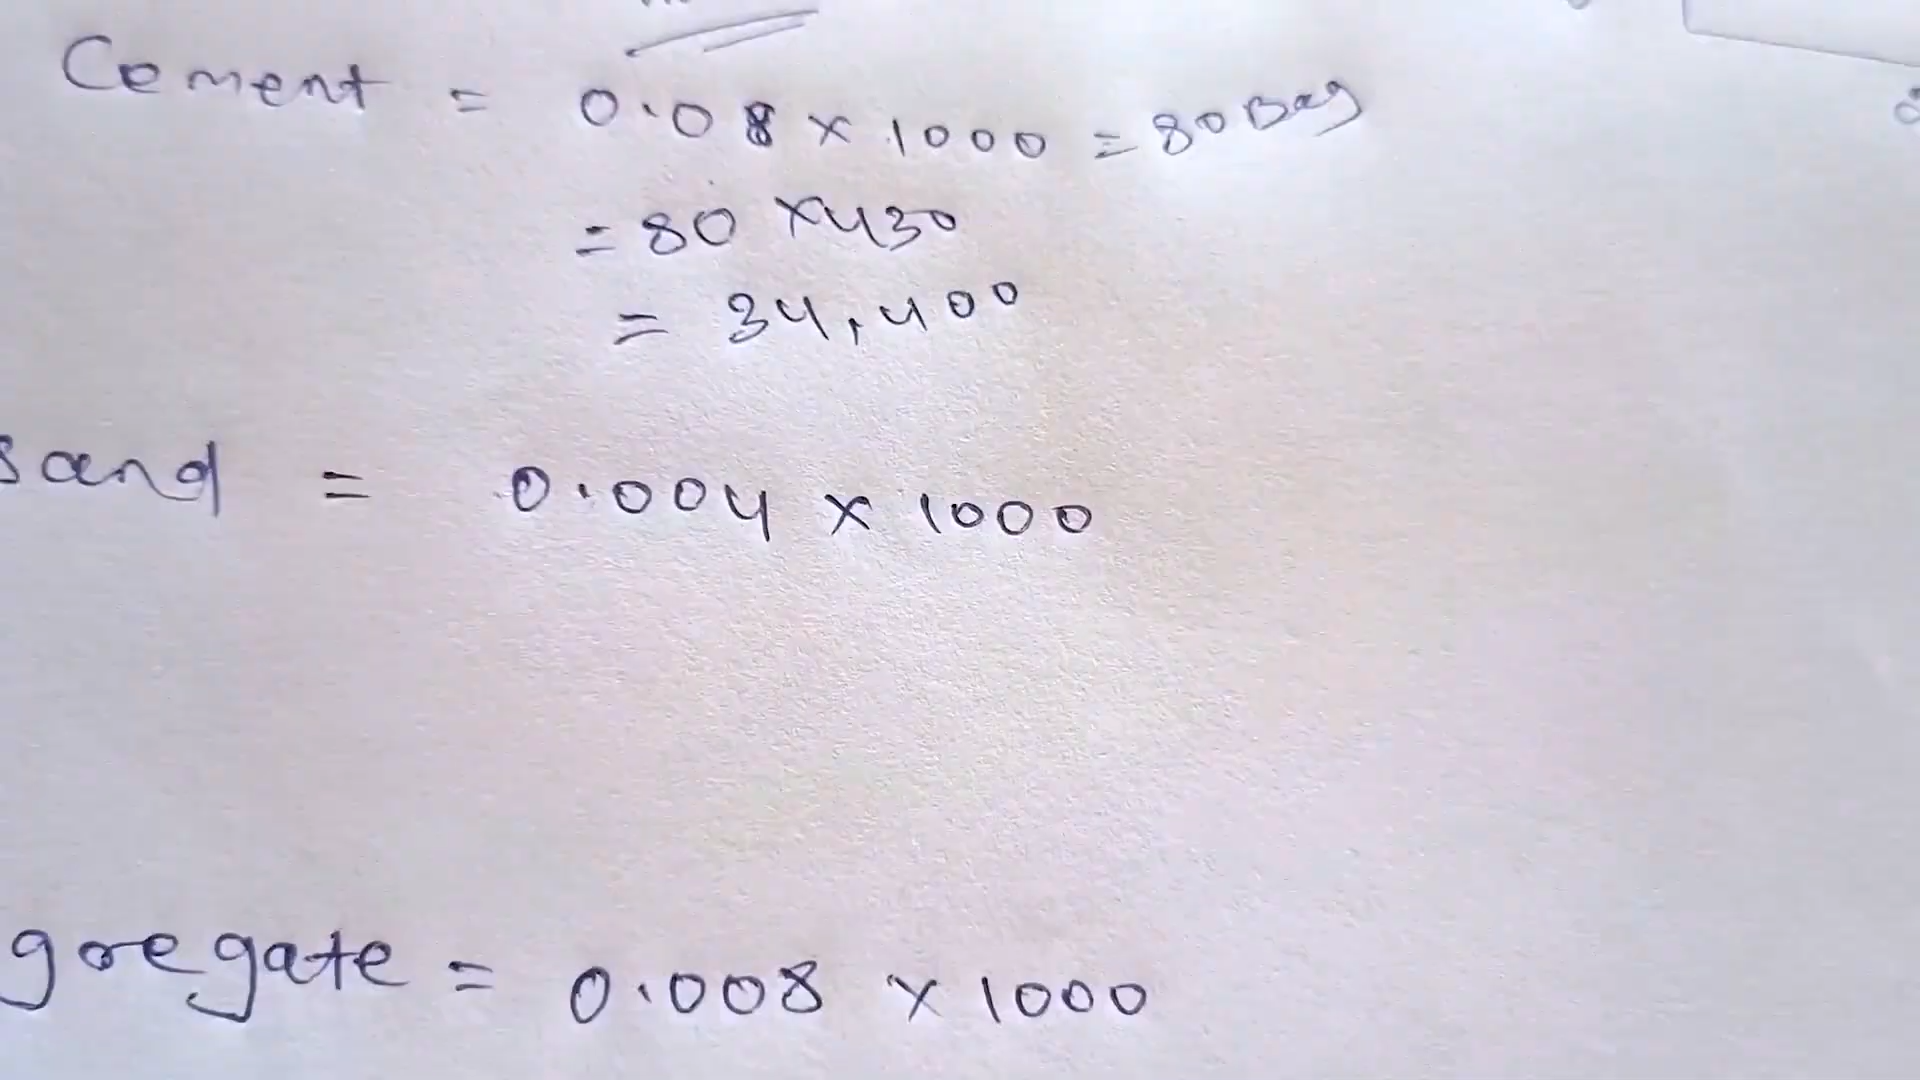 Cement = 0.08 x 1000 = 80 Bag
= 80 x 430
= 34,400
sand = 0.004 x 1000
gregate = 0.008 x 1000